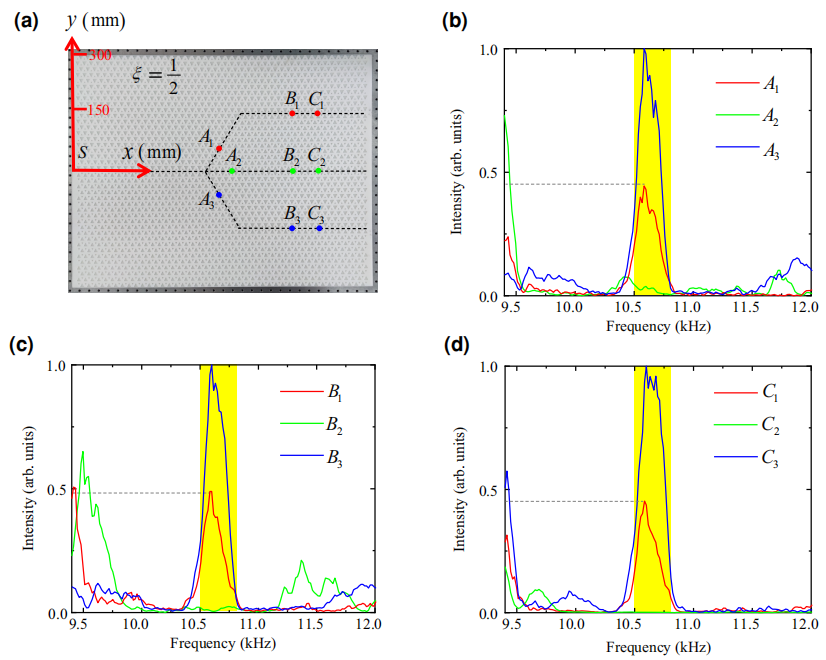 (a)
y (mm)
300
ξ = 1/2
150
S
x (mm)
A₁
A₂
A₃
B₁ C₁
B₂ C₂
B₃ C₃
(b)
1.0
0.5
0.0
Intensity (arb. units)
A₁
A₂
A₃
9.5 10.0 10.5 11.0 11.5 12.0
Frequency (kHz)
(c)
1.0
0.5
0.0
Intensity (arb. units)
B₁
B₂
B₃
9.5 10.0 10.5 11.0 11.5 12.0
Frequency (kHz)
(d)
1.0
0.5
0.0
Intensity (arb. units)
C₁
C₂
C₃
9.5 10.0 10.5 11.0 11.5 12.0
Frequency (kHz)